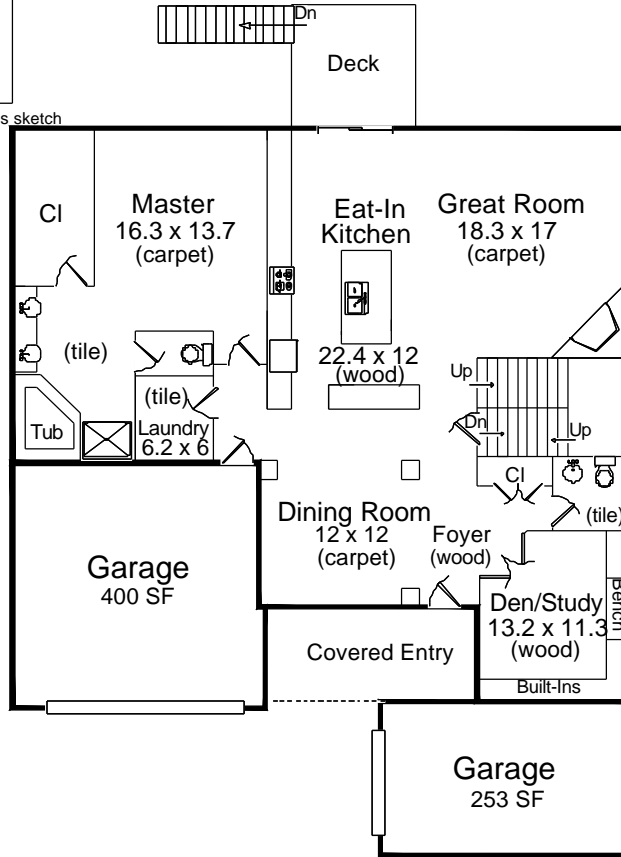 Dn
Deck
s sketch
Cl
Master
16.3 x 13.7
(carpet)
Eat-In
Kitchen
Great Room
18.3 x 17
(carpet)
(tile)
22.4 x 12
(wood)
Up
(tile)
Laundry
6.2 x 6
Tub
Dn
Up
Cl
Dining Room
12 x 12
(carpet)
Foyer
(wood)
(tile)
Garage
400 SF
Den/Study
13.2 x 11.3
(wood)
Bench
Covered Entry
Built-Ins
Garage
253 SF